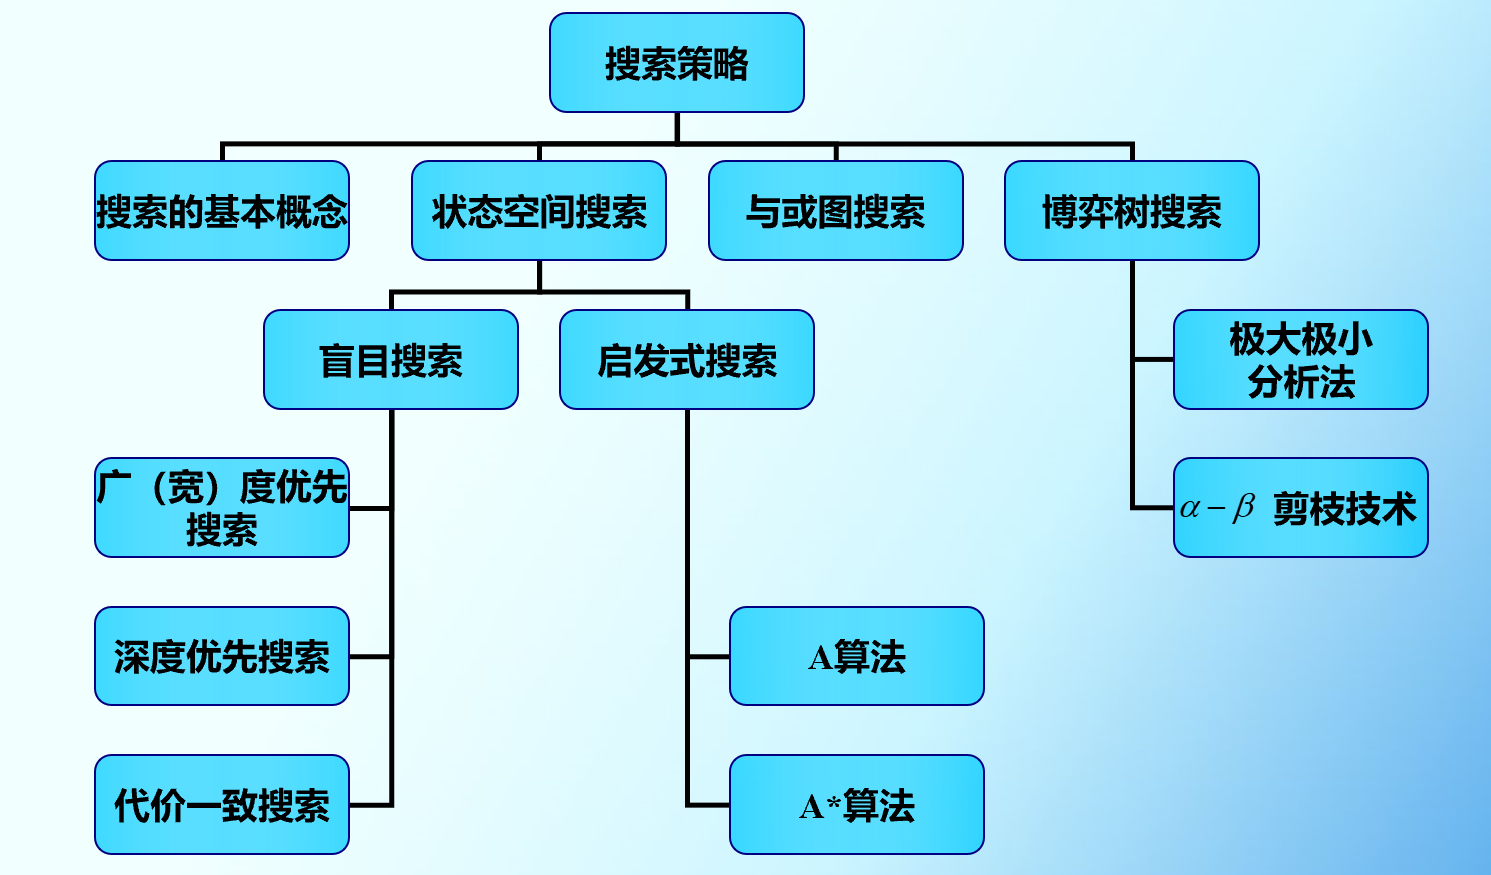 搜索策略
搜索的基本概念
状态空间搜索
与或图搜索
博弈树搜索
盲目搜索
启发式搜索
极大极小
分析法
广（宽）度优先
搜索
α – β 剪枝技术
深度优先搜索
A算法
代价一致搜索
A*算法